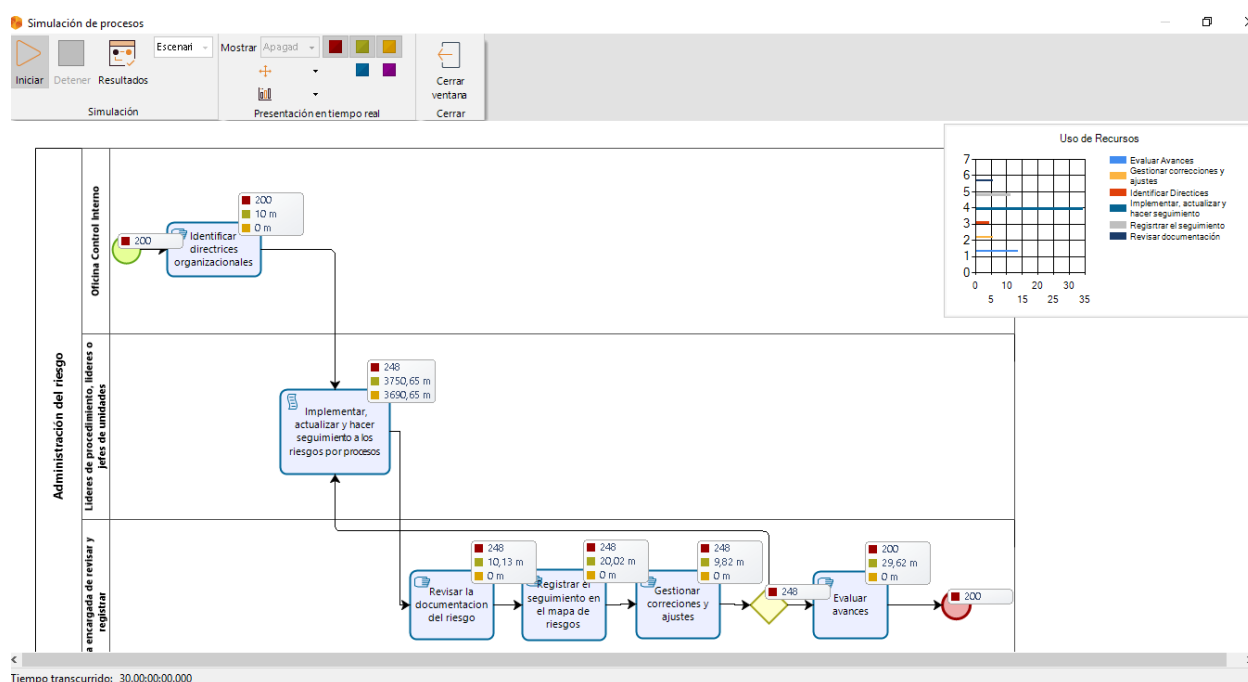 Simulación de procesos
Escenari
Mostrar Apagad
Iniciar Detener Resultados
Cerrar
ventana
Simulación
Presentación en tiempo real
Cerrar
Uso de Recursos
7
6
5
4
3
2
1
0
0 10 20 30
5 15 25 35
Evaluar Avances
Gestionar correcciones y
ajustes
Identificar Directices
Implementar, actualizar y
hacer seguimiento
Regisrtrar el seguimiento
Revisar documentación
Administración del riesgo
Oficina Control Interno
200
200
10 m
0 m
Identificar
directrices
organizacionales
Lideres de procedimiento, lideres o
jefes de unidades
248
3750,65 m
3690,65 m
Implementar,
actualizar y hacer
seguimiento a los
riesgos por procesos
a encargada de revisar y
registrar
248
10,13 m
0 m
Revisar la
documentacion
del riesgo
248
20,02 m
0 m
Registrar el
seguimiento en
el mapa de
riesgos
248
9,82 m
0 m
Gestionar
correciones y
ajustes
248
200
29,62 m
0 m
Evaluar
avances
200
Tiempo transcurrido: 30.00:00:00.000